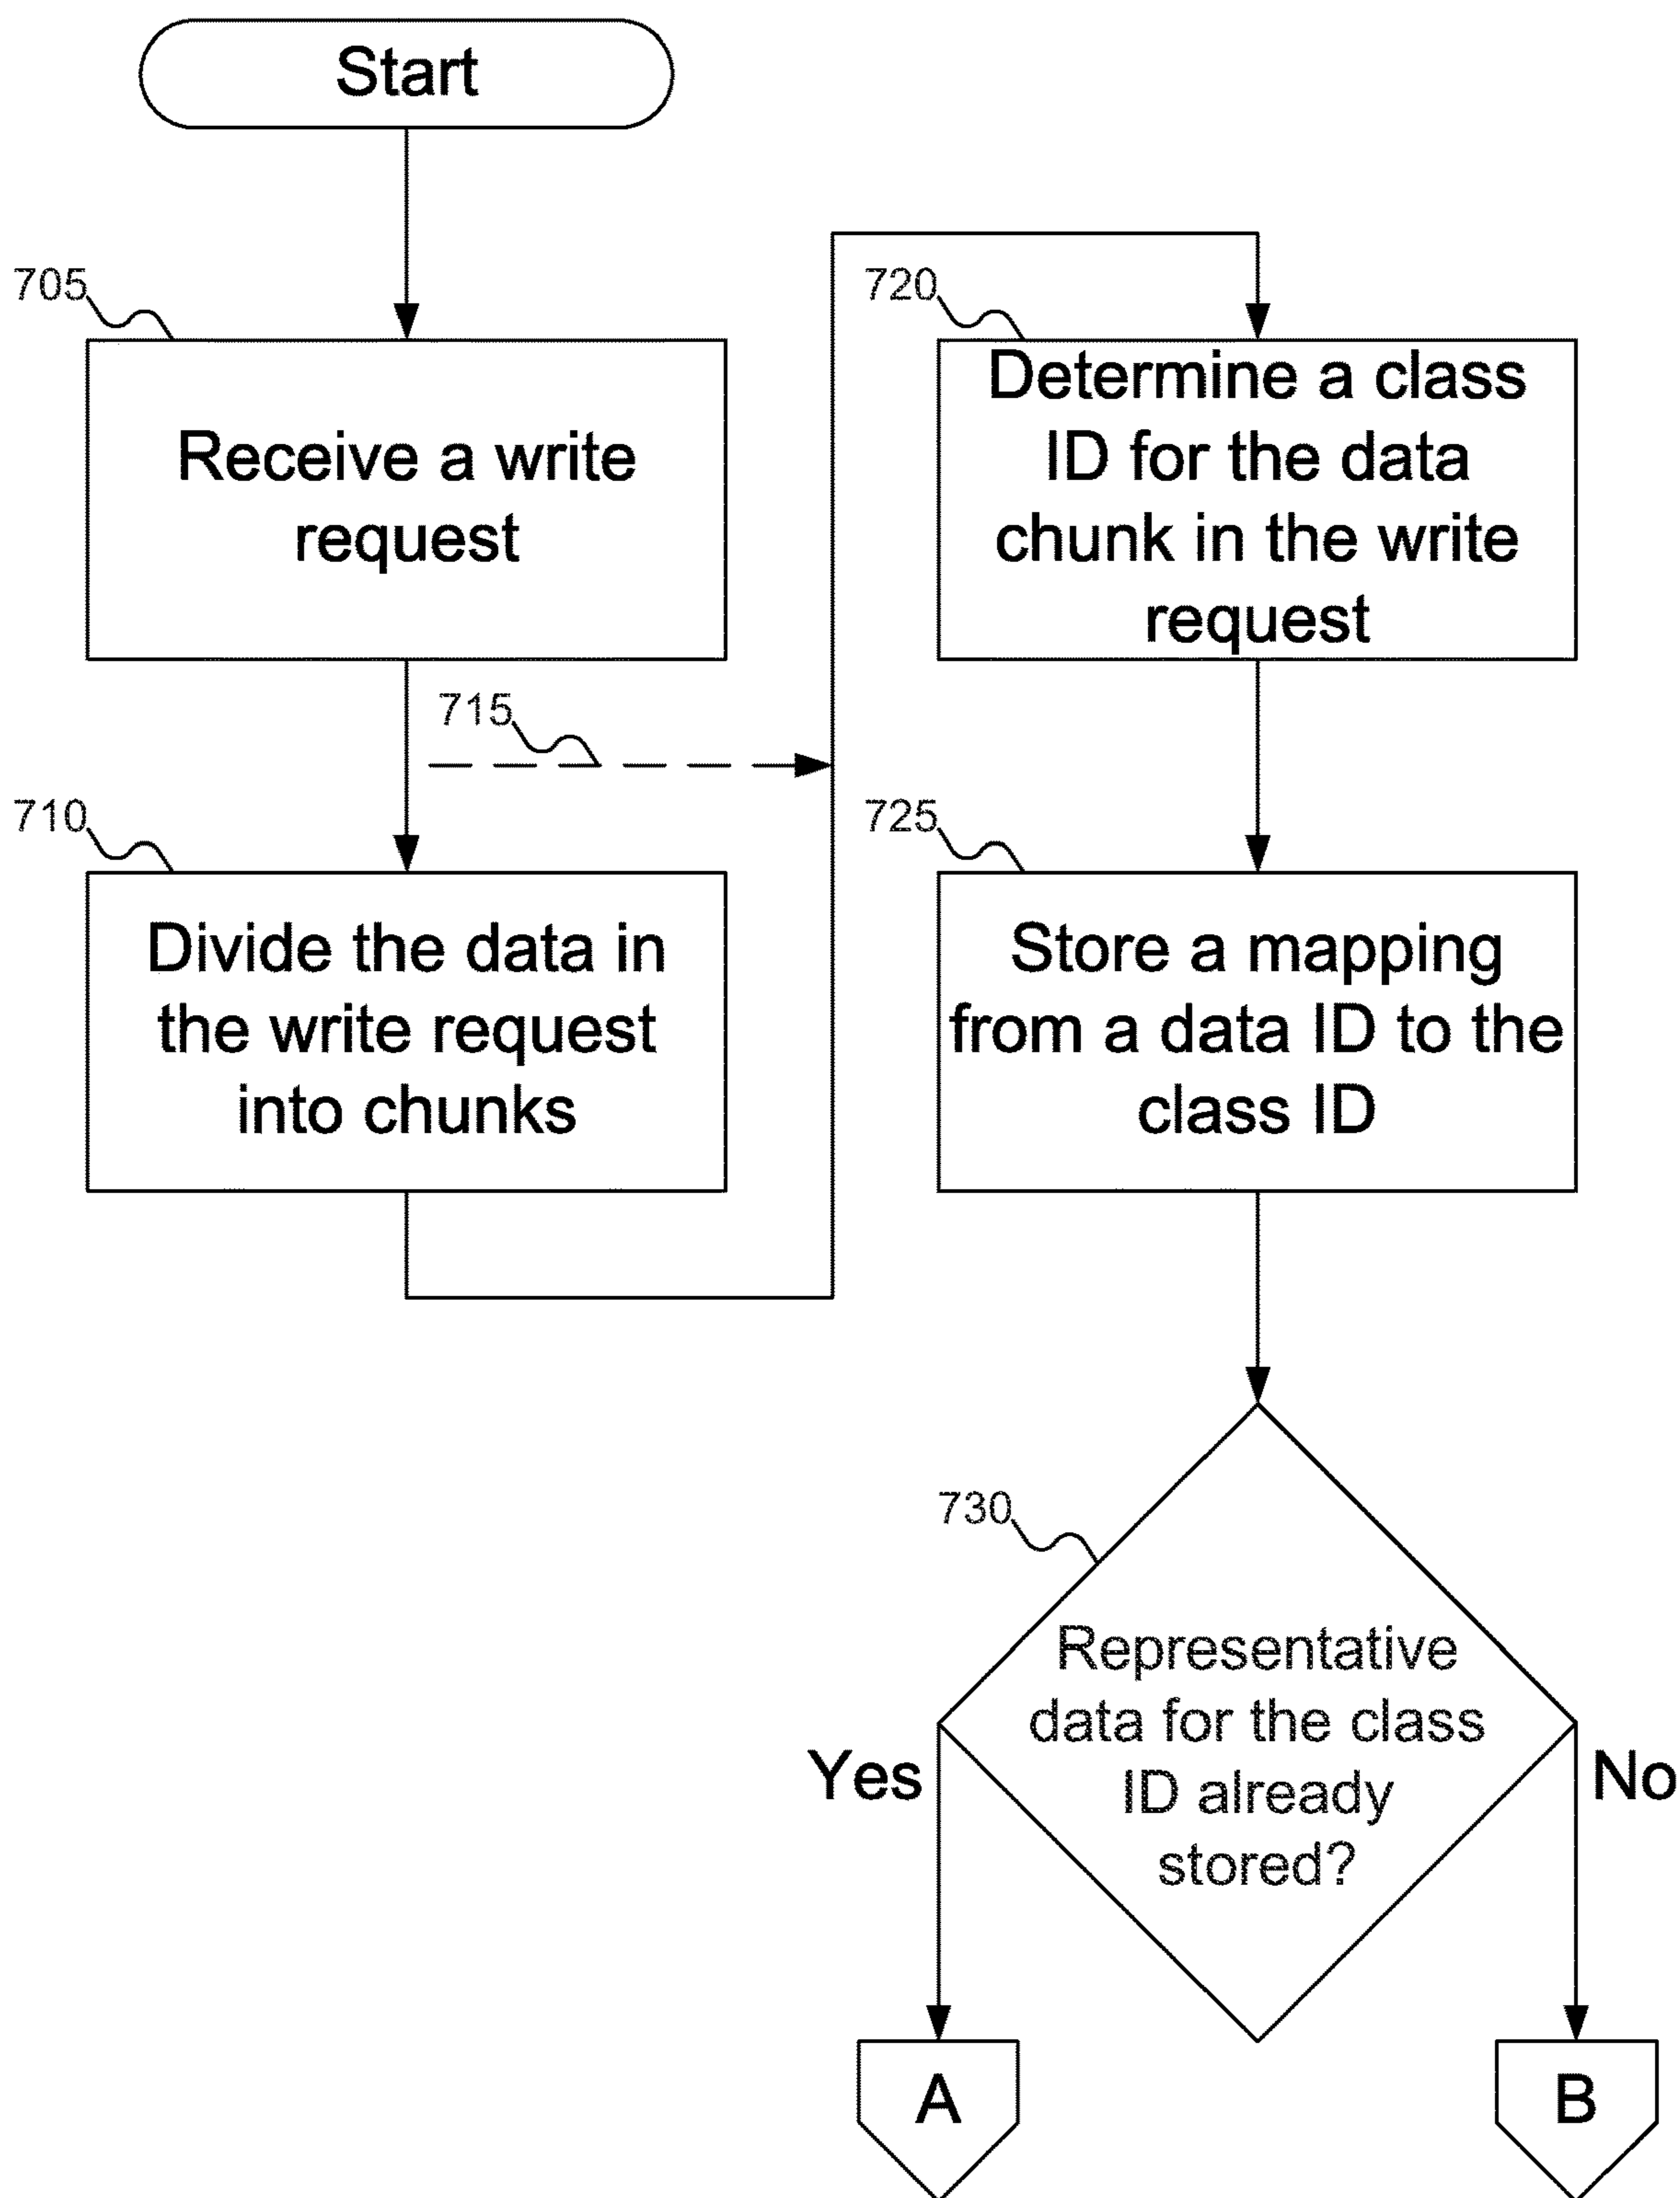 Start
705
Receive a write
request
715
710
Divide the data in
the write request
into chunks
720
Determine a class
ID for the data
chunk in the write
request
725
Store a mapping
from a data ID to the
class ID
730
Representative
data for the class
ID already
stored?
Yes
No
A
B